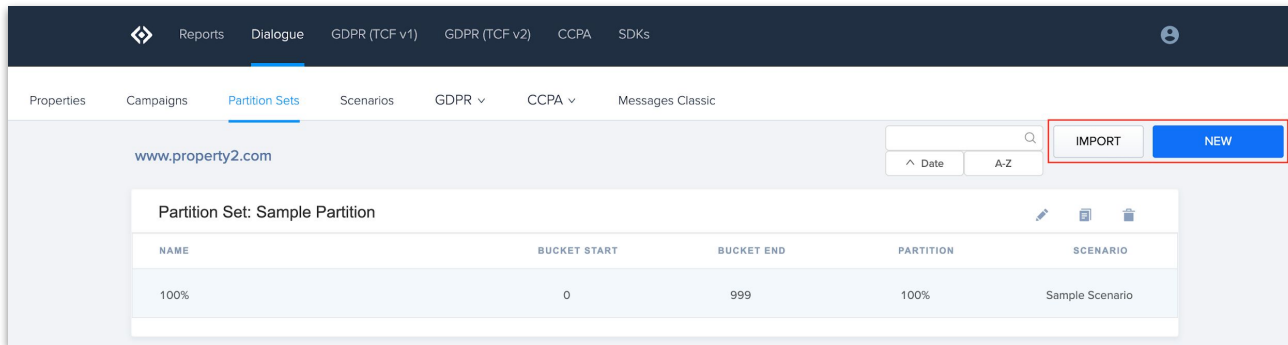 Reports Dialogue GDPR (TCF v1) GDPR (TCF v2) CCPA SDKs
Properties Campaigns Partition Sets Scenarios GDPR CCPA Messages Classic
www.property2.com
IMPORT NEW
Date A-Z
Partition Set: Sample Partition
NAME BUCKET START BUCKET END PARTITION SCENARIO
100% 0 999 100% Sample Scenario